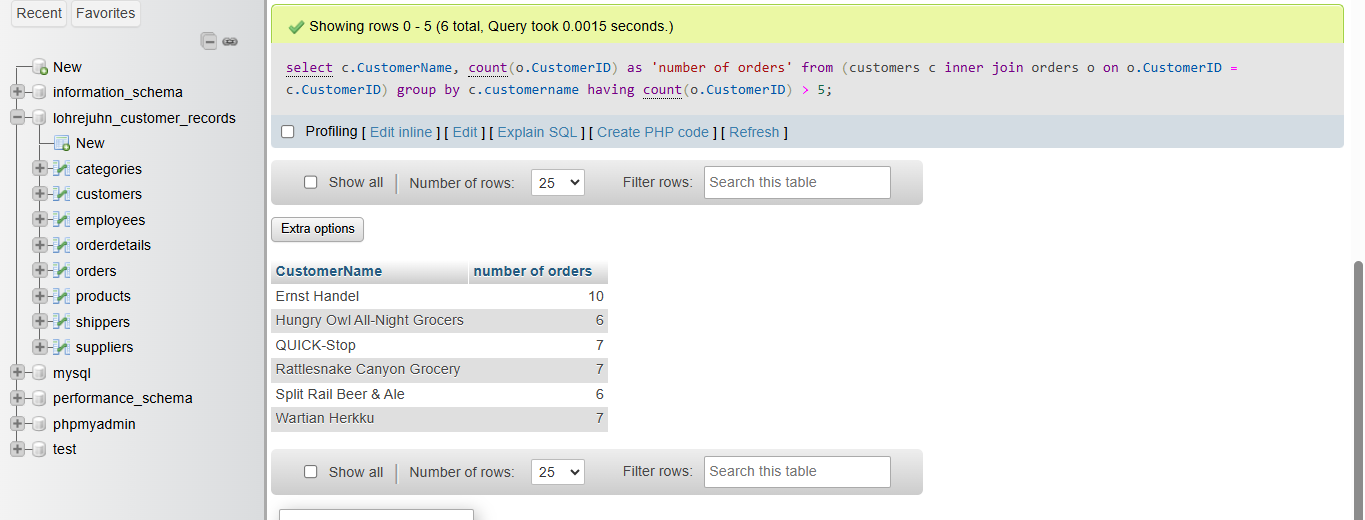 Recent Favorites
New
information_schema
lohrejuhn_customer_records
New
categories
customers
employees
orderdetails
orders
products
shippers
suppliers
mysql
performance_schema
phpmyadmin
test
Showing rows 0 - 5 (6 total, Query took 0.0015 seconds.)
select c.CustomerName, count(o.CustomerID) as 'number of orders' from (customers c inner join orders o on o.CustomerID =
c.CustomerID) group by c.customername having count(o.CustomerID) > 5;
Profiling [ Edit inline ] [ Edit ] [ Explain SQL ] [ Create PHP code ] [ Refresh ]
Show all | Number of rows: 25 Filter rows: Search this table
Extra options
CustomerName number of orders
Ernst Handel 10
Hungry Owl All-Night Grocers 6
QUICK-Stop 7
Rattlesnake Canyon Grocery 7
Split Rail Beer & Ale 6
Wartian Herkku 7
Show all | Number of rows: 25 Filter rows: Search this table